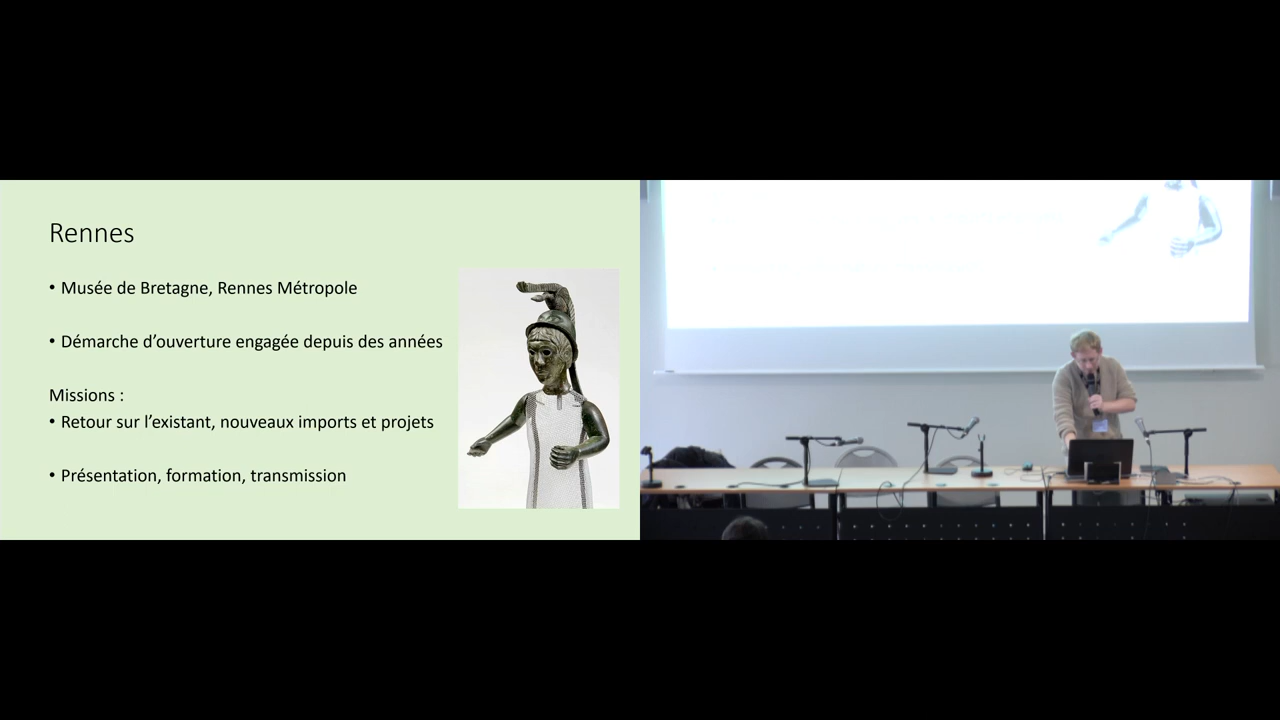 Rennes
• Musée de Bretagne, Rennes Métropole
• Démarche d’ouverture engagée depuis des années
Missions :
• Retour sur l’existant, nouveaux imports et projets
• Présentation, formation, transmission